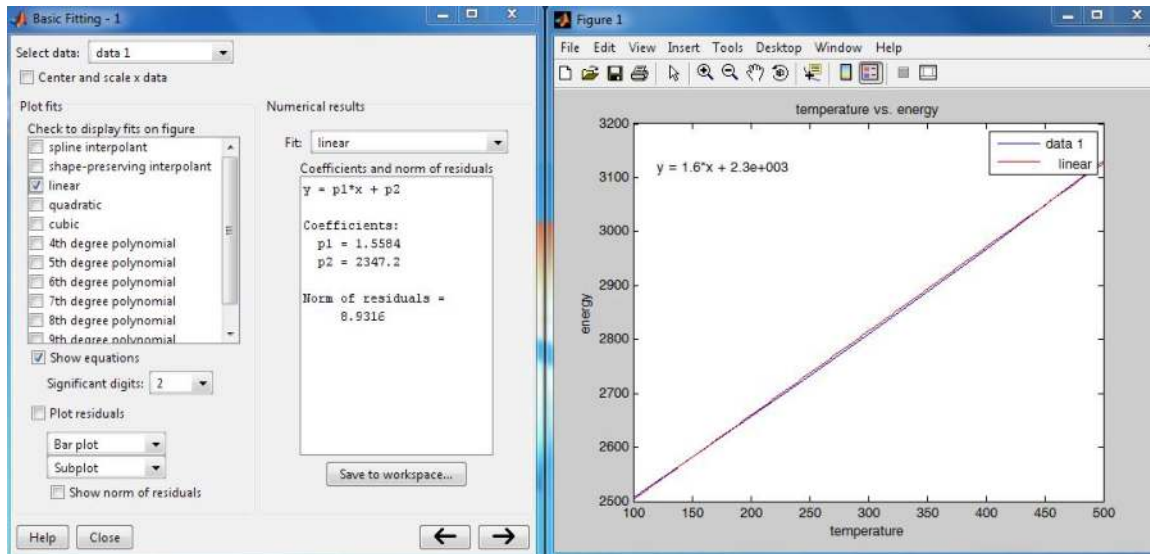 Basic Fitting - 1
Select data: data 1
Center and scale x data
Plot fits
Check to display fits on figure
spline interpolant
shape-preserving interpolant
linear
quadratic
cubic
4th degree polynomial
5th degree polynomial
6th degree polynomial
7th degree polynomial
8th degree polynomial
9th degree polynomial
Show equations
Significant digits: 2
Plot residuals
Bar plot
Subplot
Show norm of residuals
Help Close
Numerical results
Fit: linear
Coefficients and norm of residuals
y = p1*x + p2
Coefficients:
p1 = 1.5584
p2 = 2347.2
Norm of residuals =
8.9316
Save to workspace...
Figure 1
File Edit View Insert Tools Desktop Window Help
temperature vs. energy
3200
3100
3000
2900
2800
2700
2600
2500
energy
y = 1.6*x + 2.3e+003
data 1
linear
100 150 200 250 300 350 400 450 500
temperature